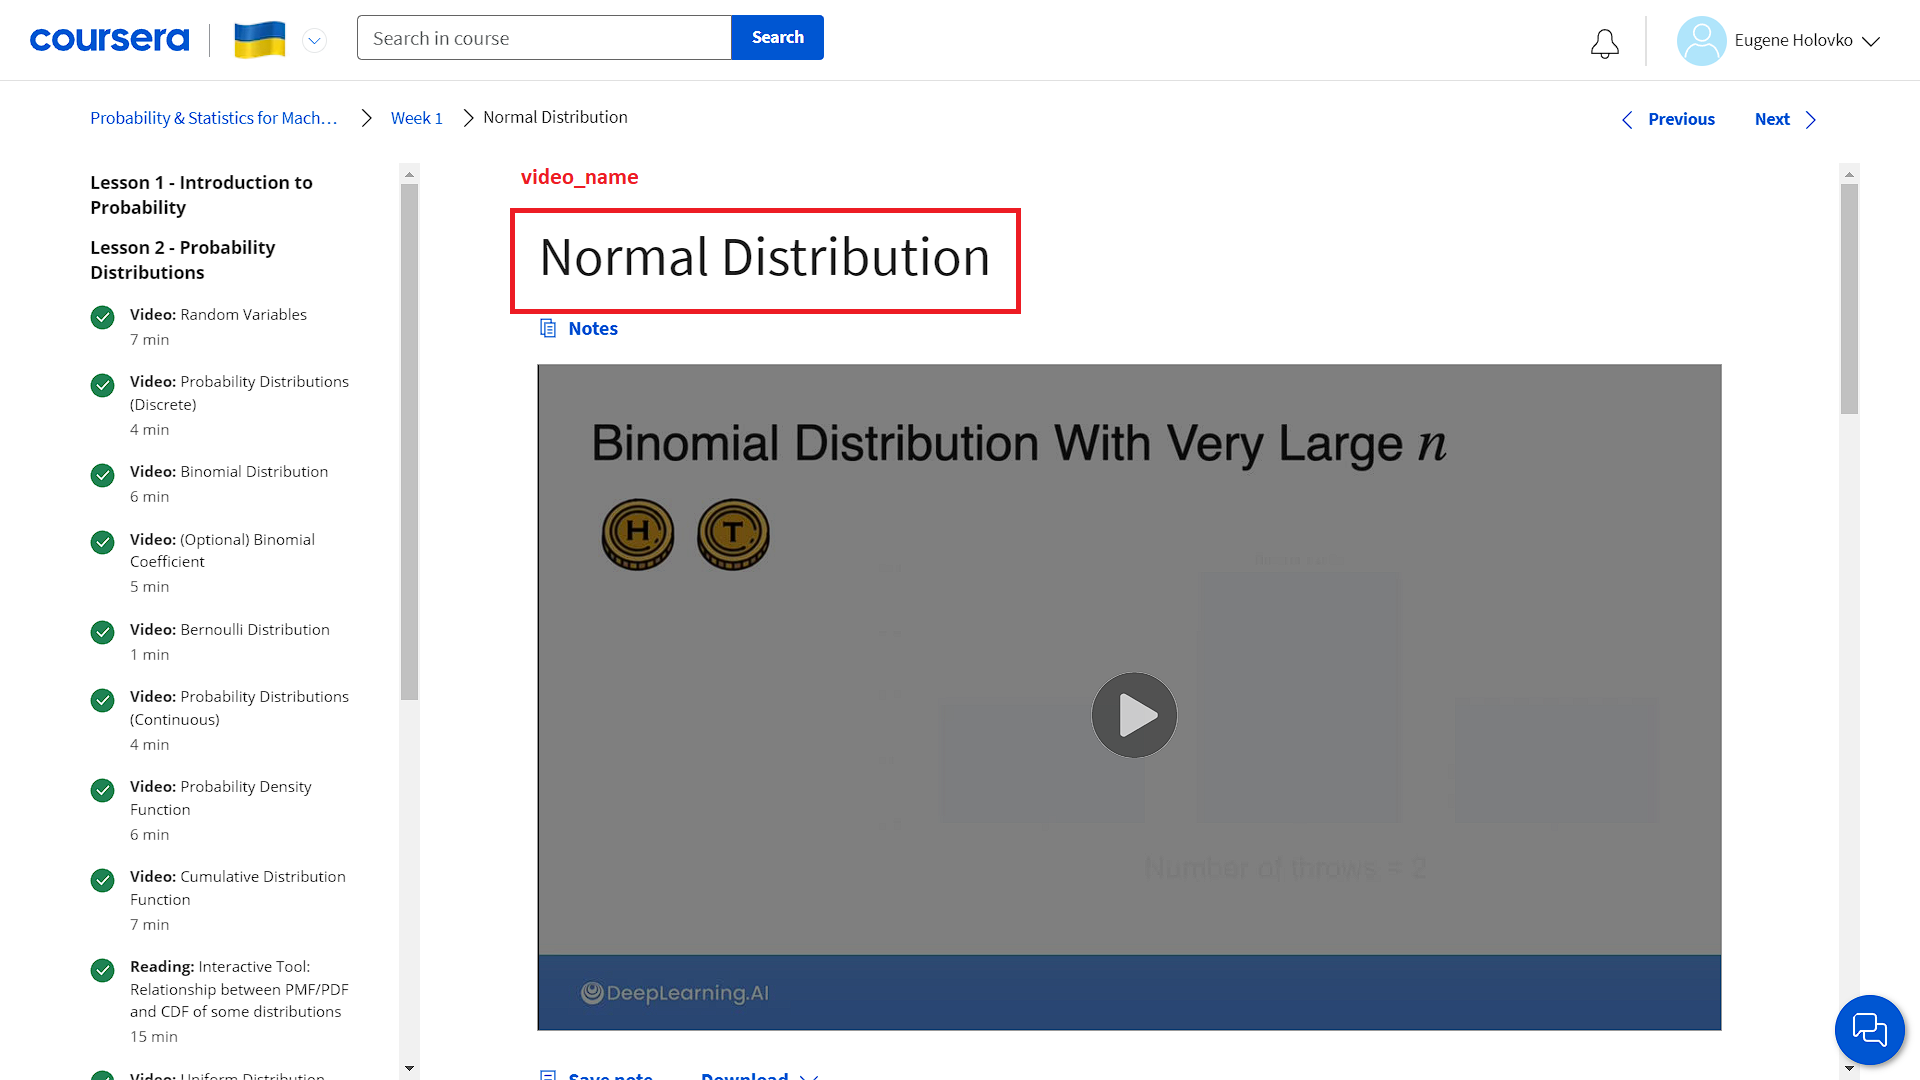 coursera
Search in course
Search
Eugene Holovko
Probability & Statistics for Mach…
Week 1
Normal Distribution
Previous
Next
Lesson 1 - Introduction to
Probability
Lesson 2 - Probability
Distributions
Video: Random Variables
7 min
Video: Probability Distributions
(Discrete)
4 min
Video: Binomial Distribution
6 min
Video: (Optional) Binomial
Coefficient
5 min
Video: Bernoulli Distribution
1 min
Video: Probability Distributions
(Continuous)
4 min
Video: Probability Density
Function
6 min
Video: Cumulative Distribution
Function
7 min
Reading: Interactive Tool:
Relationship between PMF/PDF
and CDF of some distributions
15 min
Video: Uniform Distribution
video_name
Normal Distribution
Notes
Binomial Distribution With Very Large n
H T
Number of throws = 2
DeepLearning.AI
Save note
Download